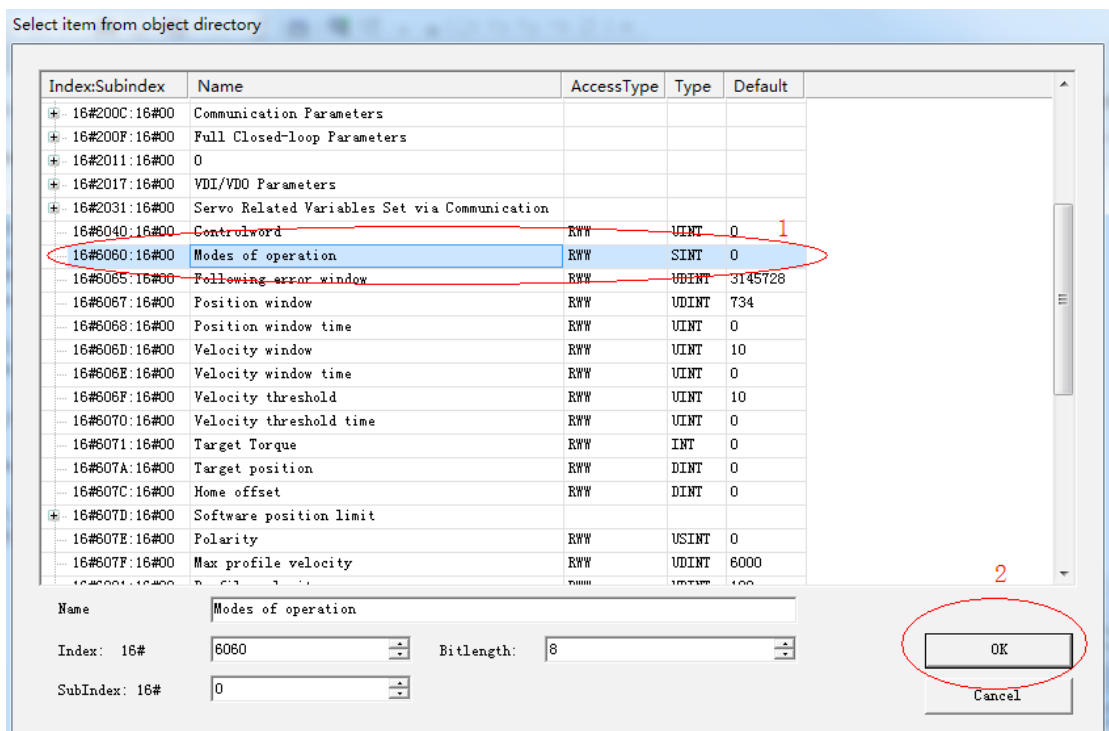 Select item from object directory
Index:Subindex Name AccessType Type Default
16#200C:16#00 Communication Parameters
16#200F:16#00 Full Closed-loop Parameters
16#2011:16#00 0
16#2017:16#00 VDI/VDO Parameters
16#2031:16#00 Servo Related Variables Set via Communication
16#6040:16#00 Controlword RWW UINT 0 1
16#6060:16#00 Modes of operation RWW SINT 0
16#6065:16#00 Following error window RWW UDINT 3145728
16#6067:16#00 Position window RWW UDINT 734
16#6068:16#00 Position window time RWW UINT 0
16#606D:16#00 Velocity window RWW UINT 10
16#606E:16#00 Velocity window time RWW UINT 0
16#606F:16#00 Velocity threshold RWW UINT 10
16#6070:16#00 Velocity threshold time RWW UINT 0
16#6071:16#00 Target Torque RWW INT 0
16#607A:16#00 Target position RWW DINT 0
16#607C:16#00 Home offset RWW DINT 0
16#607D:16#00 Software position limit
16#607E:16#00 Polarity RWW USINT 0
16#607F:16#00 Max profile velocity RWW UDINT 6000
2
Name Modes of operation
Index: 16# 6060 Bitlength: 8 OK
SubIndex: 16# 0 Cancel